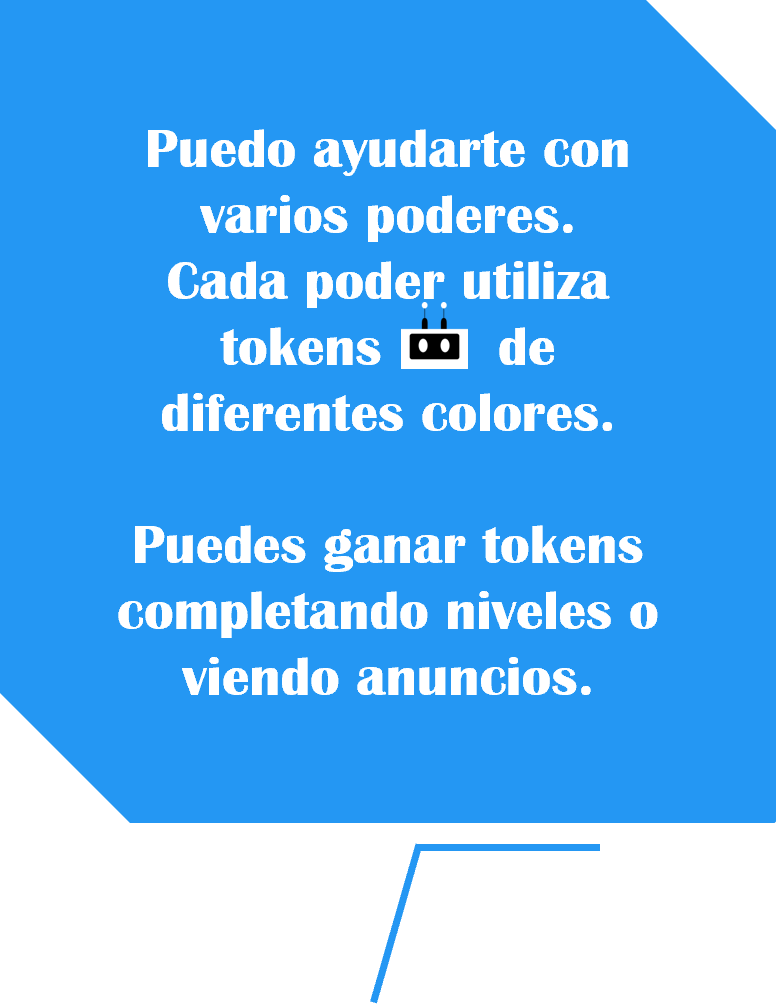 Puedo ayudarte con
varios poderes.
Cada poder utiliza
tokens de
diferentes colores.
Puedes ganar tokens
completando niveles o
viendo anuncios.